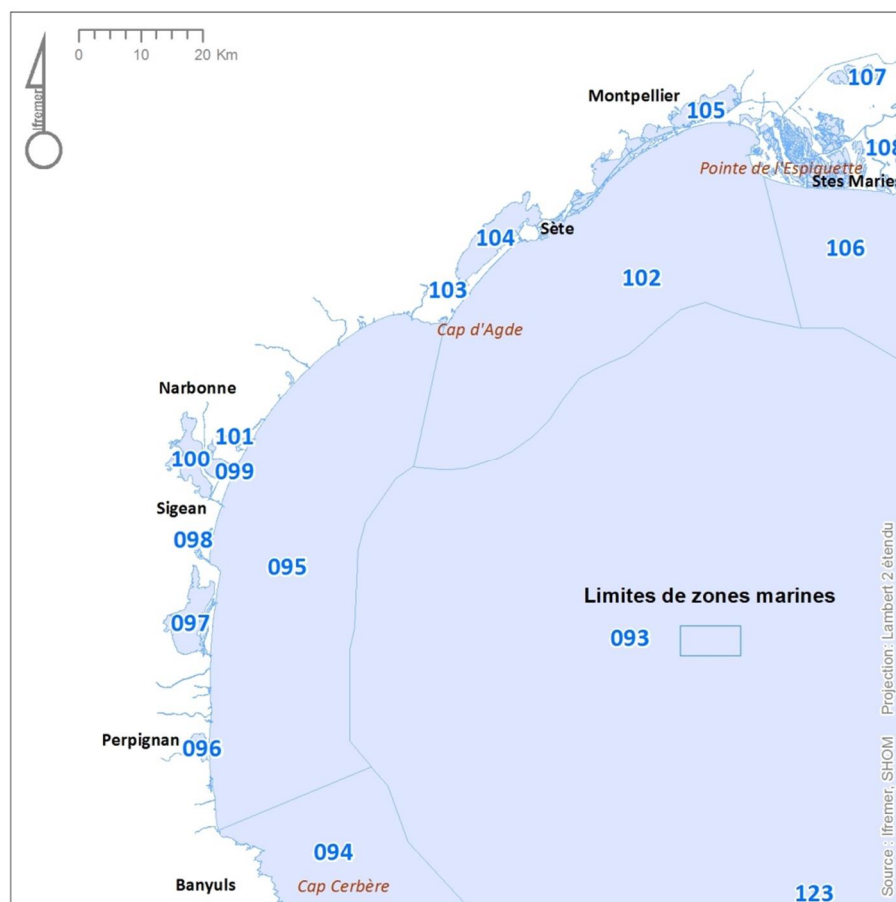 0 10 20 Km
Ifremer
107
Montpellier
105
108
Pointe de l'Espiguette
Stes Maries
104
Sète
106
102
103
Cap d'Agde
Narbonne
101
100
099
Sigean
098
095
Limites de zones marines
097
093
Perpignan
096
094
Banyuls
Cap Cerbère
123
Source : Ifremer, SHOM Projection : Lambert 2 étendu